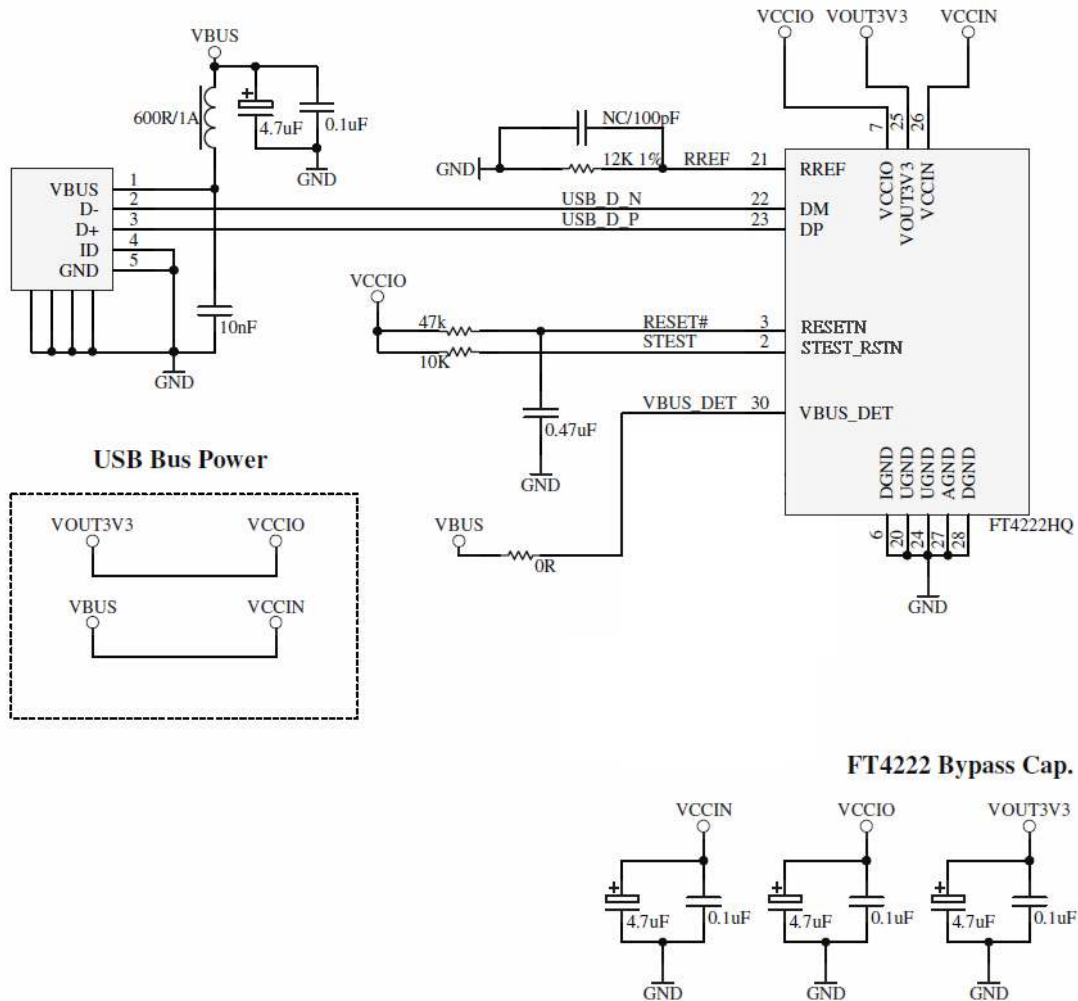 VCCIO VOUT3V3 VCCIN
VBUS
600R/1A
4.7uF
0.1uF
GND
NC/100pF
GND
12K 1%
RREF 21
7 25 26
RREF
VCCIO VOUT3V3 VCCIN
VBUS 1
D- 2
D+ 3
ID 4
GND 5
USB_D_N 22 DM
USB_D_P 23 DP
10nF
GND
VCCIO
47k RESET# 3 RESETN
10K STEST 2 STEST_RSTN
0.47uF
GND
VBUS_DET 30 VBUS_DET
VBUS
0R
DGND UGND UGND AGND DGND
FT4222HQ
6 20 24 27 28
GND
USB Bus Power
VOUT3V3 VCCIO
VBUS VCCIN
FT4222 Bypass Cap.
VCCIN VCCIO VOUT3V3
4.7uF 0.1uF 4.7uF 0.1uF 4.7uF 0.1uF
GND GND GND